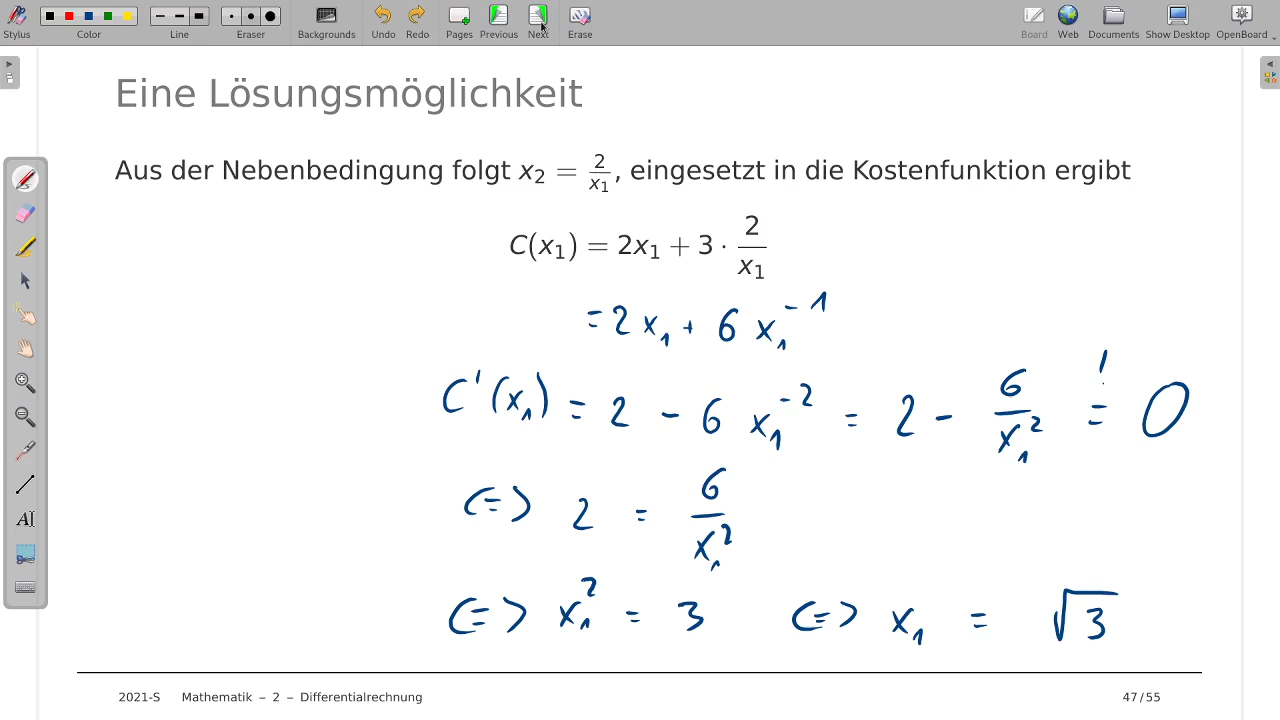 Stylus Color Line Eraser Backgrounds Undo Redo Pages Previous Next Erase Board Web Documents Show Desktop OpenBoard
Eine Lösungsmöglichkeit
Aus der Nebenbedingung folgt x₂ = 2/x₁, eingesetzt in die Kostenfunktion ergibt
C(x₁) = 2x₁ + 3 · 2/x₁
= 2 x₁ + 6 x₁⁻¹
C'(x₁) = 2 - 6 x₁⁻² = 2 - 6/x₁² =! 0
(=) 2 = 6/x₁²
(=) x₁² = 3 (=) x₁ = √3
2021-S Mathematik – 2 – Differentialrechnung 47/55